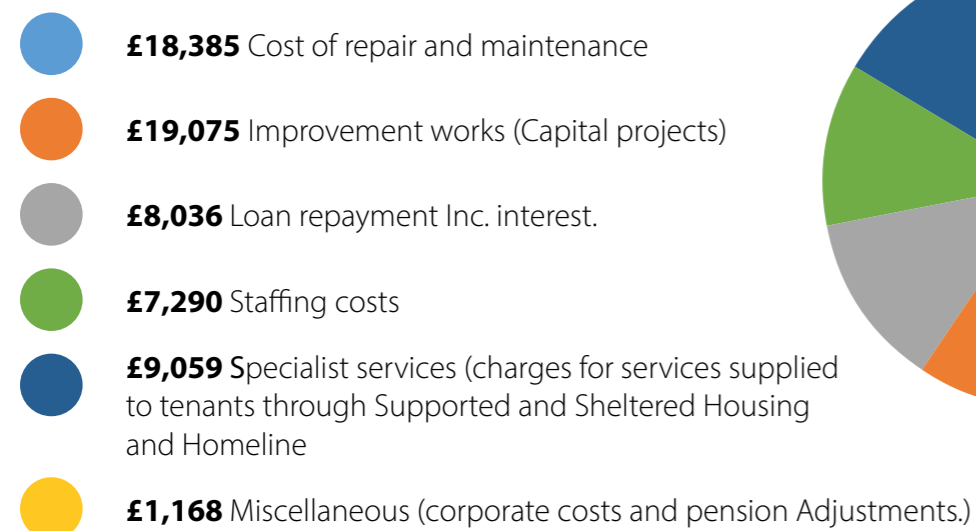 £18,385 Cost of repair and maintenance
£19,075 Improvement works (Capital projects)
£8,036 Loan repayment Inc. interest.
£7,290 Staffing costs
£9,059 Specialist services (charges for services supplied
to tenants through Supported and Sheltered Housing
and Homeline
£1,168 Miscellaneous (corporate costs and pension Adjustments.)